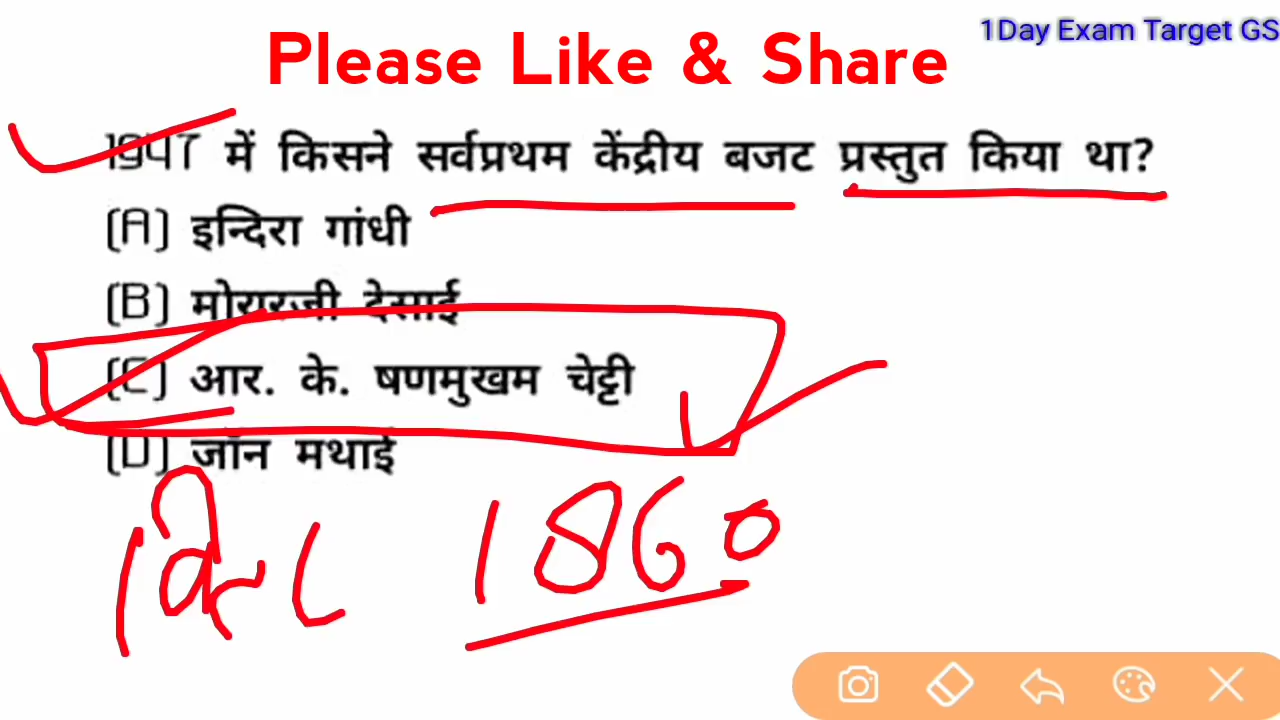 1Day Exam Target GS
Please Like & Share
1947 में किसने सर्वप्रथम केंद्रीय बजट प्रस्तुत किया था?
(A) इन्दिरा गांधी
(B) मोरारजी देसाई
(C) आर. के. षणमुखम चेट्टी
(D) जॉन मथाई
1860